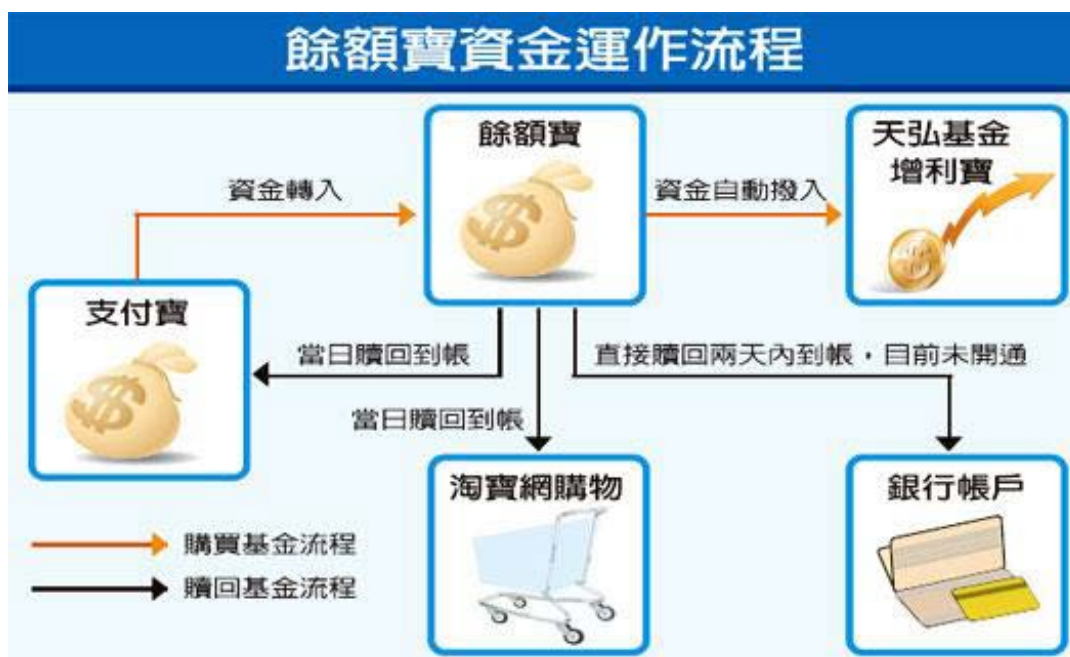 餘額寶資金運作流程
餘額寶
天弘基金
增利寶
資金轉入
資金自動撥入
支付寶
當日贖回到帳
直接贖回兩天內到帳，目前未開通
當日贖回到帳
淘寶網購物
銀行帳戶
購買基金流程
贖回基金流程